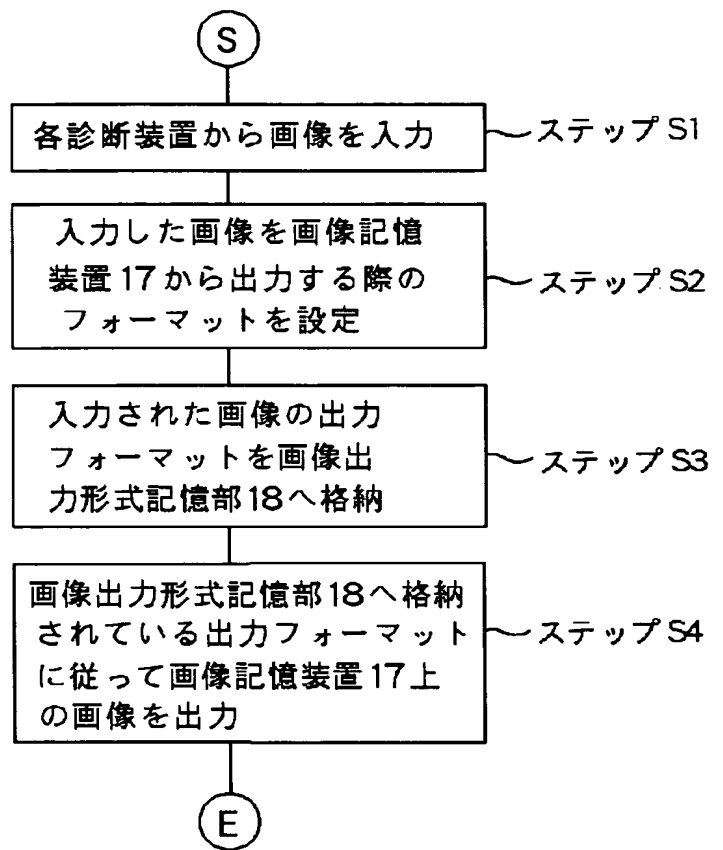 S
各診断装置から画像を入力
ステップS1
入力した画像を画像記憶
装置17から出力する際の
フォーマットを設定
ステップS2
入力された画像の出力
フォーマットを画像出
力形式記憶部18へ格納
ステップS3
画像出力形式記憶部18へ格納
されている出力フォーマット
に従って画像記憶装置17上
の画像を出力
ステップS4
E